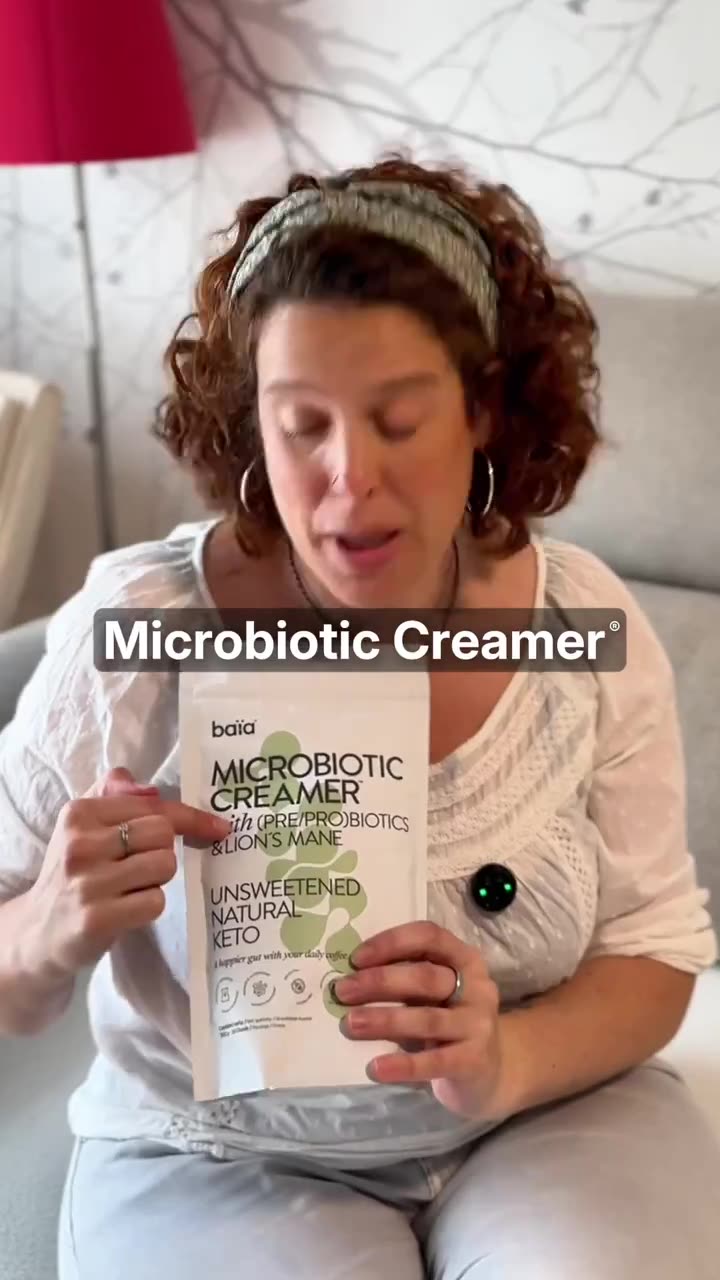 Microbiotic Creamer®
baïa
MICROBIOTIC
CREAMER
with (PRE/PRO)BIOTICS
& LION'S MANE
UNSWEETENED
NATURAL
KETO
A happier gut with your daily coffee